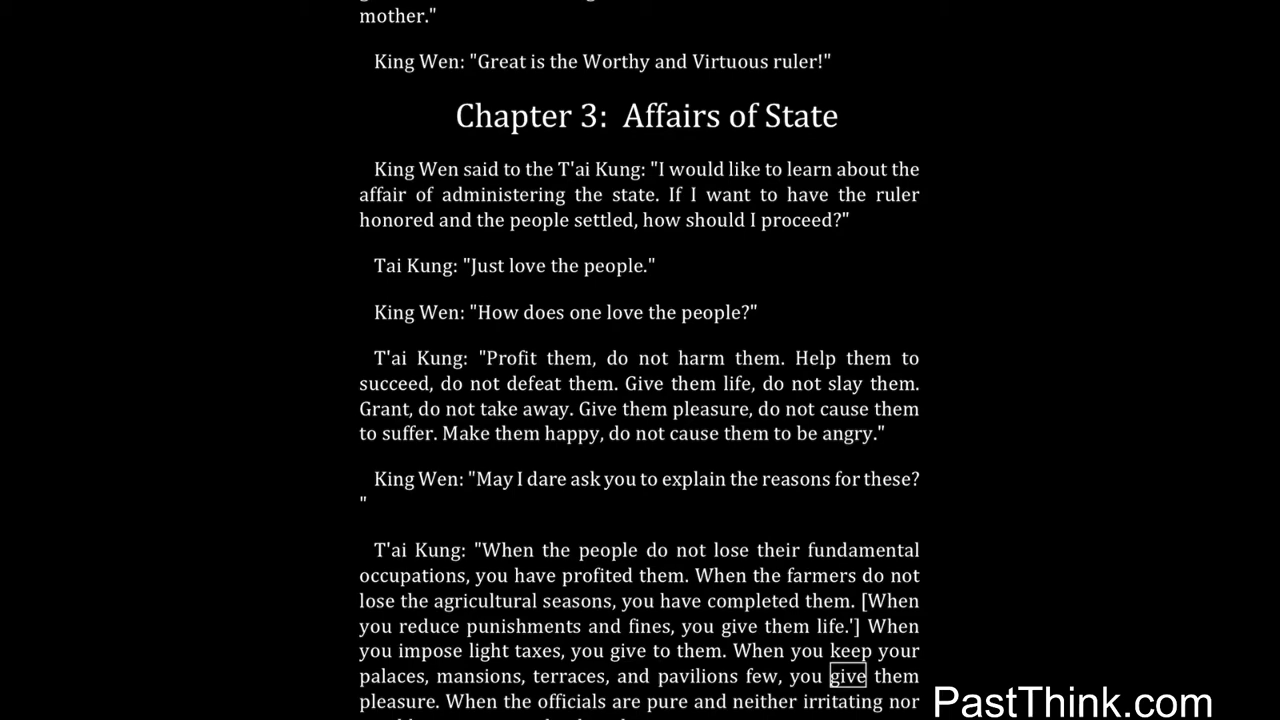 mother."
King Wen: "Great is the Worthy and Virtuous ruler!"
Chapter 3:  Affairs of State
King Wen said to the T'ai Kung: "I would like to learn about the
affair of administering the state. If I want to have the ruler
honored and the people settled, how should I proceed?"
Tai Kung: "Just love the people."
King Wen: "How does one love the people?"
T'ai Kung: "Profit them, do not harm them. Help them to
succeed, do not defeat them. Give them life, do not slay them.
Grant, do not take away. Give them pleasure, do not cause them
to suffer. Make them happy, do not cause them to be angry."
King Wen: "May I dare ask you to explain the reasons for these?
"
T'ai Kung: "When the people do not lose their fundamental
occupations, you have profited them. When the farmers do not
lose the agricultural seasons, you have completed them. [When
you reduce punishments and fines, you give them life.'] When
you impose light taxes, you give to them. When you keep your
palaces, mansions, terraces, and pavilions few, you give them
pleasure. When the officials are pure and neither irritating nor
PastThink.com